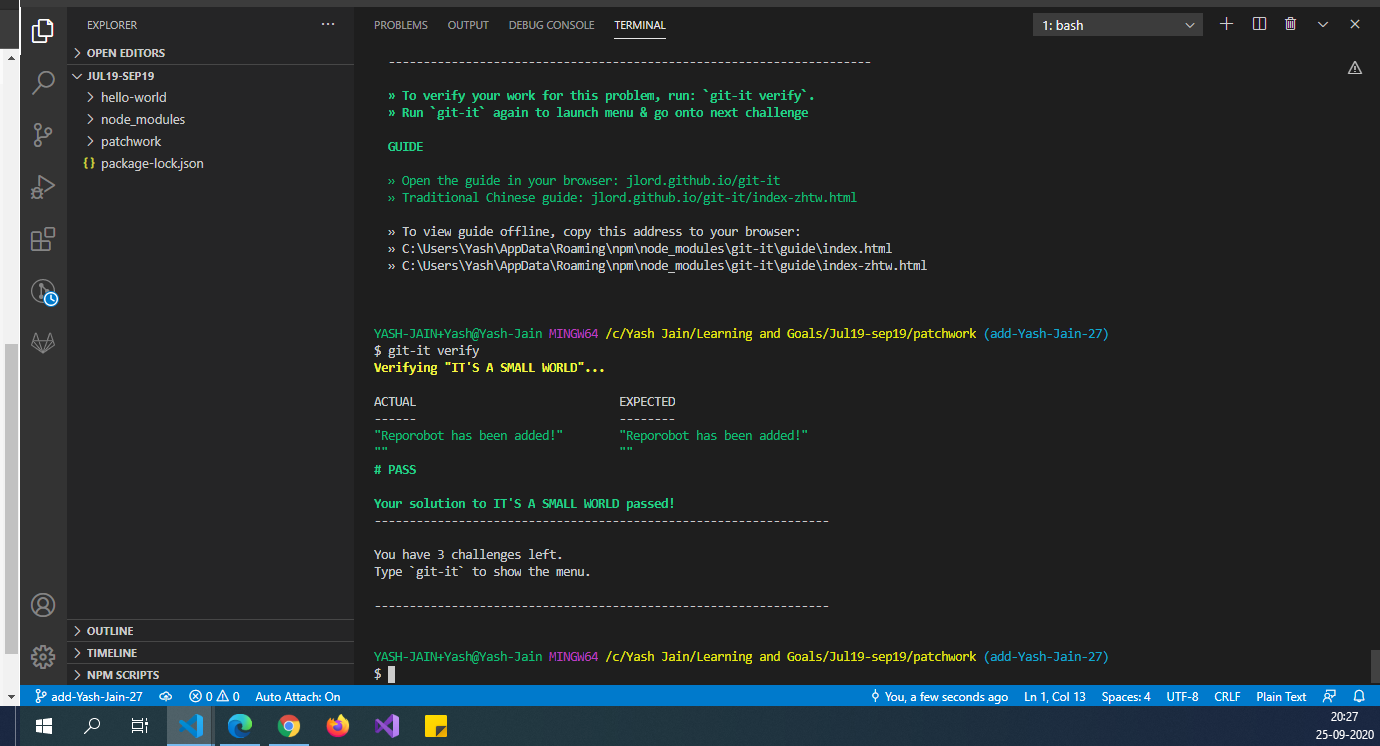 EXPLORER
OPEN EDITORS
JUL19-SEP19
hello-world
node_modules
patchwork
{} package-lock.json
OUTLINE
TIMELINE
NPM SCRIPTS
PROBLEMS OUTPUT DEBUG CONSOLE TERMINAL
1: bash
---------------------------------------------------------------------
» To verify your work for this problem, run: `git-it verify`.
» Run `git-it` again to launch menu & go onto next challenge
GUIDE
» Open the guide in your browser: jlord.github.io/git-it
» Traditional Chinese guide: jlord.github.io/git-it/index-zhtw.html
» To view guide offline, copy this address to your browser:
» C:\Users\Yash\AppData\Roaming\npm\node_modules\git-it\guide\index.html
» C:\Users\Yash\AppData\Roaming\npm\node_modules\git-it\guide\index-zhtw.html
YASH-JAIN+Yash@Yash-Jain MINGW64 /c/Yash Jain/Learning and Goals/Jul19-sep19/patchwork (add-Yash-Jain-27)
$ git-it verify
Verifying "IT'S A SMALL WORLD"...
ACTUAL EXPECTED
------ --------
"Reporobot has been added!" "Reporobot has been added!"
"" ""
# PASS
Your solution to IT'S A SMALL WORLD passed!
-----------------------------------------------------------------
You have 3 challenges left.
Type `git-it` to show the menu.
-----------------------------------------------------------------
YASH-JAIN+Yash@Yash-Jain MINGW64 /c/Yash Jain/Learning and Goals/Jul19-sep19/patchwork (add-Yash-Jain-27)
$
add-Yash-Jain-27 0 0 Auto Attach: On You, a few seconds ago Ln 1, Col 13 Spaces: 4 UTF-8 CRLF Plain Text
20:27
25-09-2020